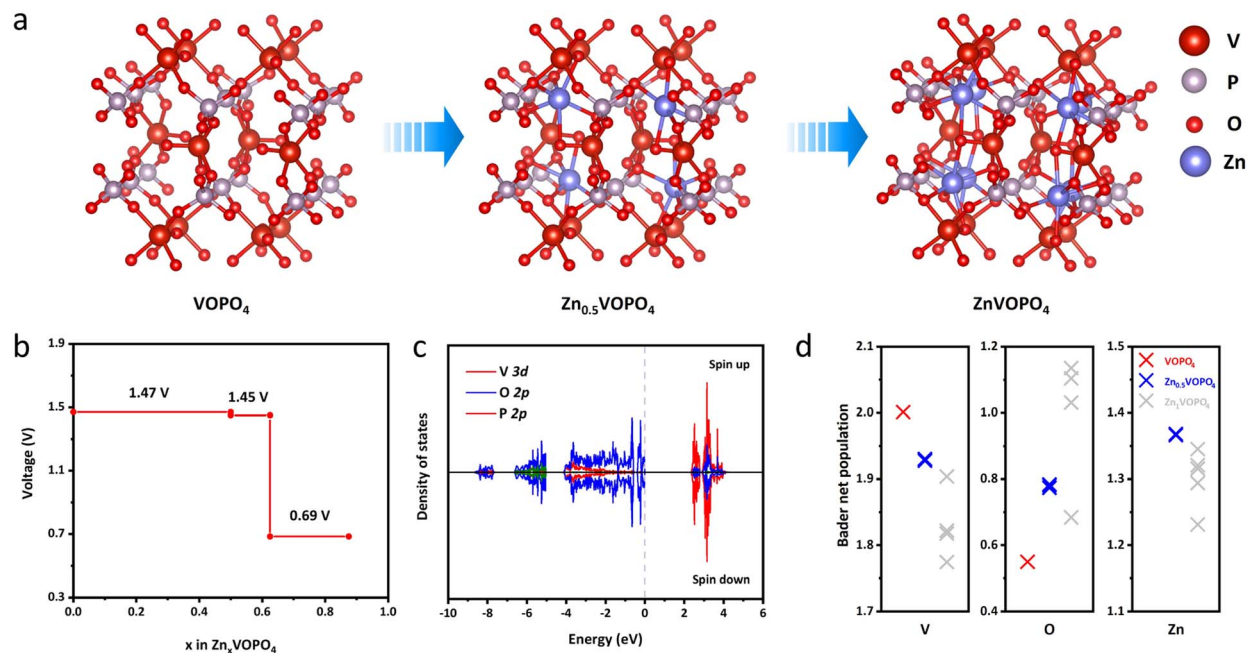 a
V
P
O
Zn
VOPO4
Zn0.5VOPO4
ZnVOPO4
b
Voltage (V)
1.9
1.5
1.1
0.7
0.3
1.47 V
1.45 V
0.69 V
0.0
0.2
0.4
0.6
0.8
1.0
x in ZnxVOPO4
c
Density of states
V 3d
O 2p
P 2p
Spin up
Spin down
-10
-8
-6
-4
-2
0
2
4
6
Energy (eV)
d
Bader net population
2.1
2.0
1.9
1.8
1.7
V
1.2
1.0
0.8
0.6
0.4
O
1.5
1.4
1.3
1.2
1.1
VOPO4
Zn0.5VOPO4
Zn1VOPO4
Zn